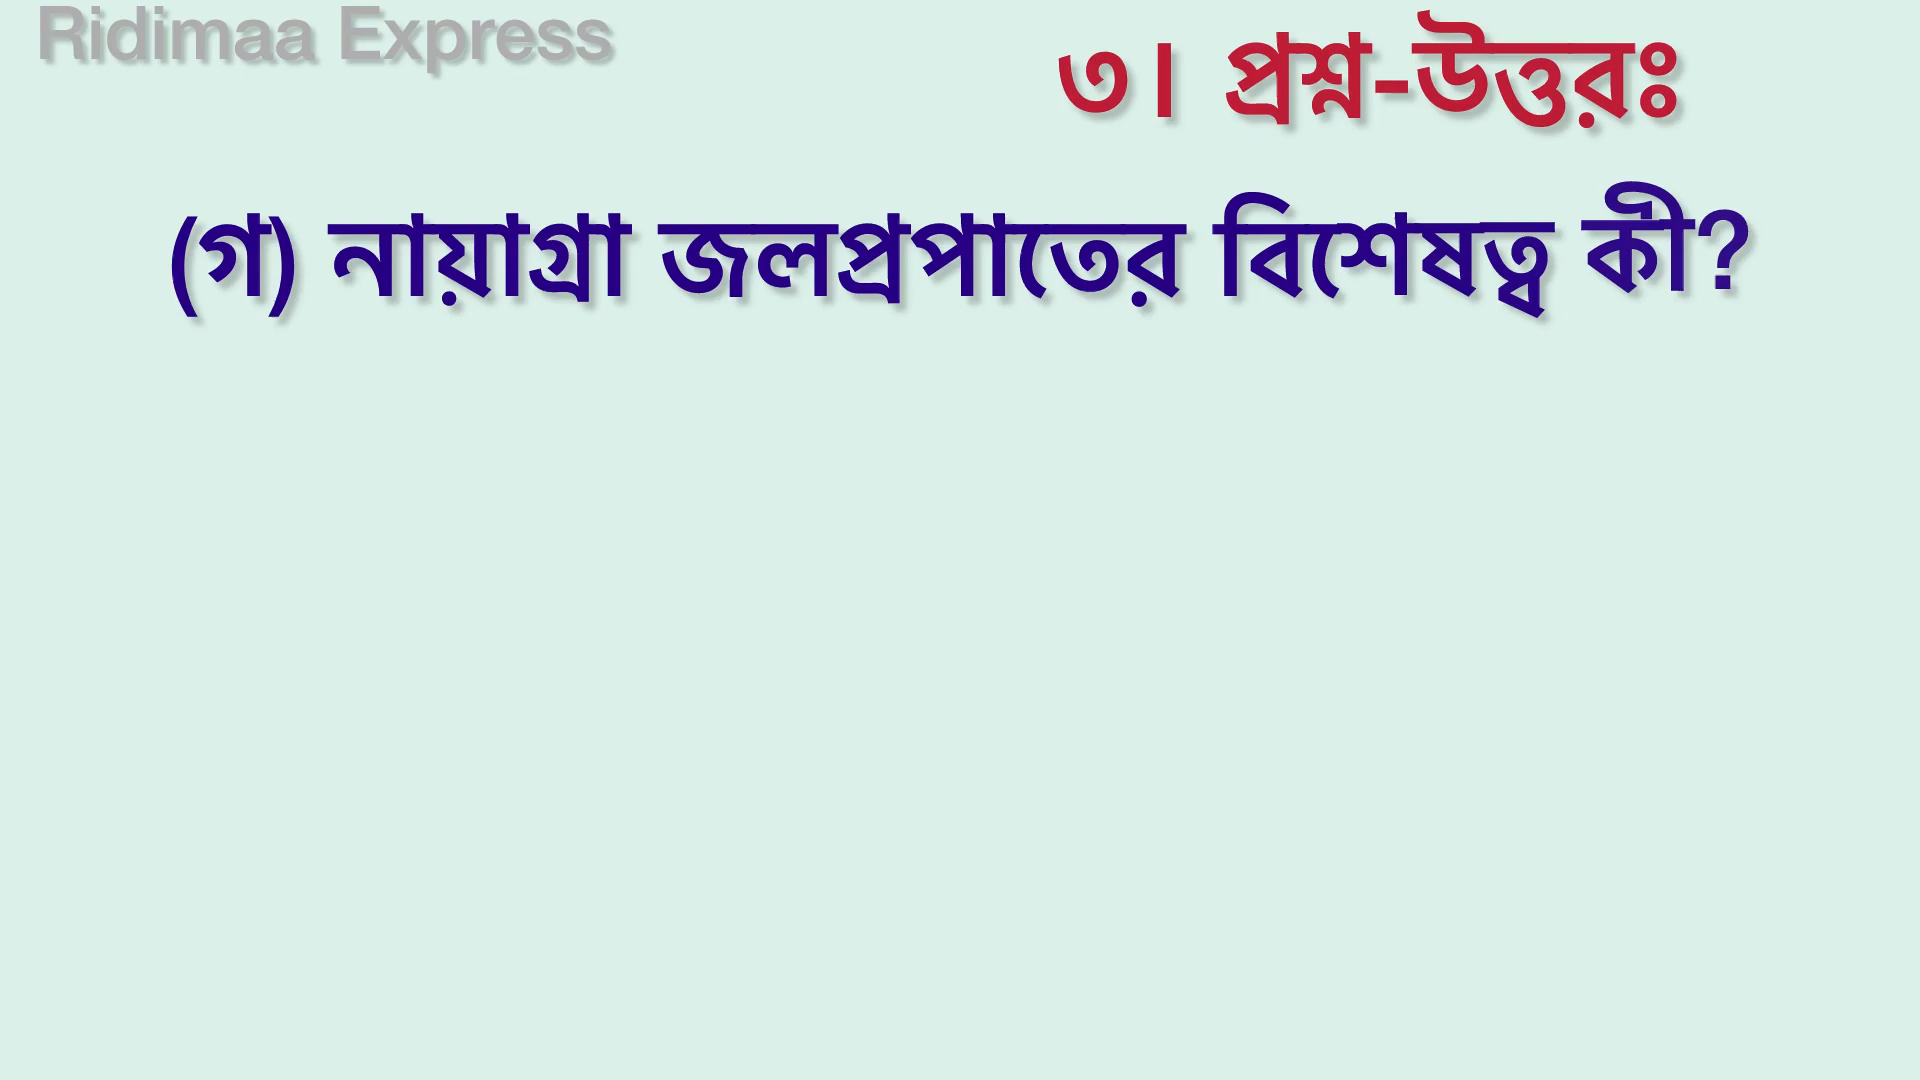 Ridimaa Express
৩। প্রশ্ন-উত্তরঃ
(গ) নায়াগ্রা জলপ্রপাতের বিশেষত্ব কী?